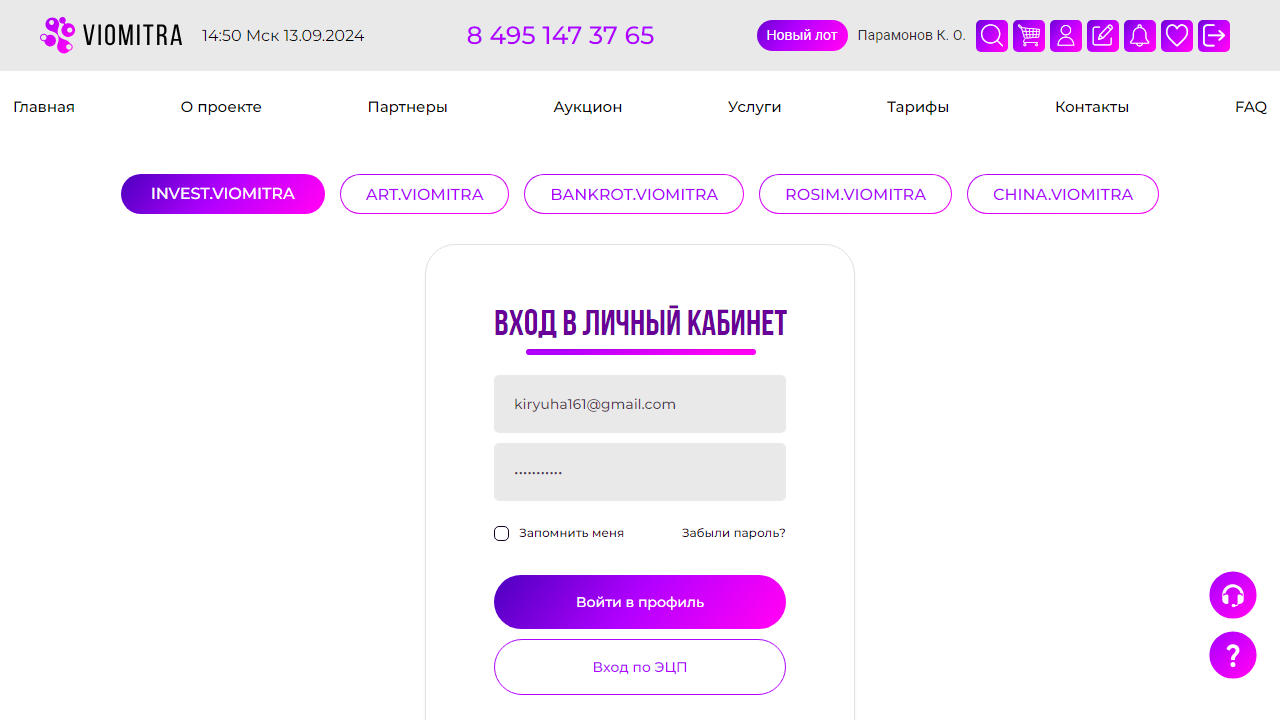 VIOMITRA
14:50 Мск 13.09.2024
8 495 147 37 65
Новый лот
Парамонов К. О.
Главная
О проекте
Партнеры
Аукцион
Услуги
Тарифы
Контакты
FAQ
INVEST.VIOMITRA
ART.VIOMITRA
BANKROT.VIOMITRA
ROSIM.VIOMITRA
CHINA.VIOMITRA
ВХОД В ЛИЧНЫЙ КАБИНЕТ
kiryuha161@gmail.com
•••••••••••
Запомнить меня
Забыли пароль?
Войти в профиль
Вход по ЭЦП
?